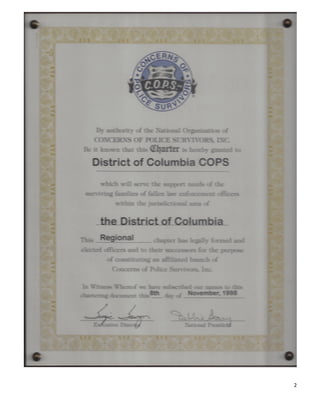 CONCERNS OF
C.O.P.S.
POLICE SURVIVORS
By authority of the National Organization of
CONCERNS OF POLICE SURVIVORS, INC.
Be it known that this Charter is hereby granted to
District of Columbia COPS
which will serve the support needs of the
surviving families of fallen law enforcement officers
within the jurisdictional area of
the District of Columbia
This Regional chapter has legally formed and
elected officers and to their successors for the purpose
of constituting an affiliated branch of
Concerns of Police Survivors, Inc.
In Witness Whereof we have subscribed our names to this
chartering document this 8th day of November, 1998
Executive Director National President
2